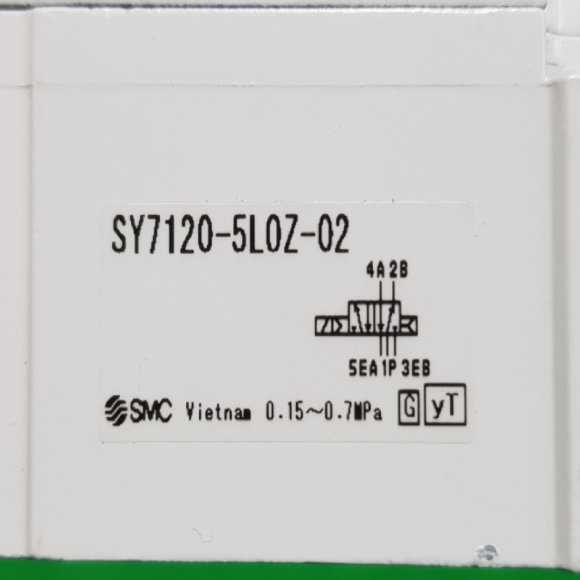 SY7120-5LOZ-02
4A 2B
5EA 1P 3EB
SMC Vietnam 0.15~0.7MPa G yT